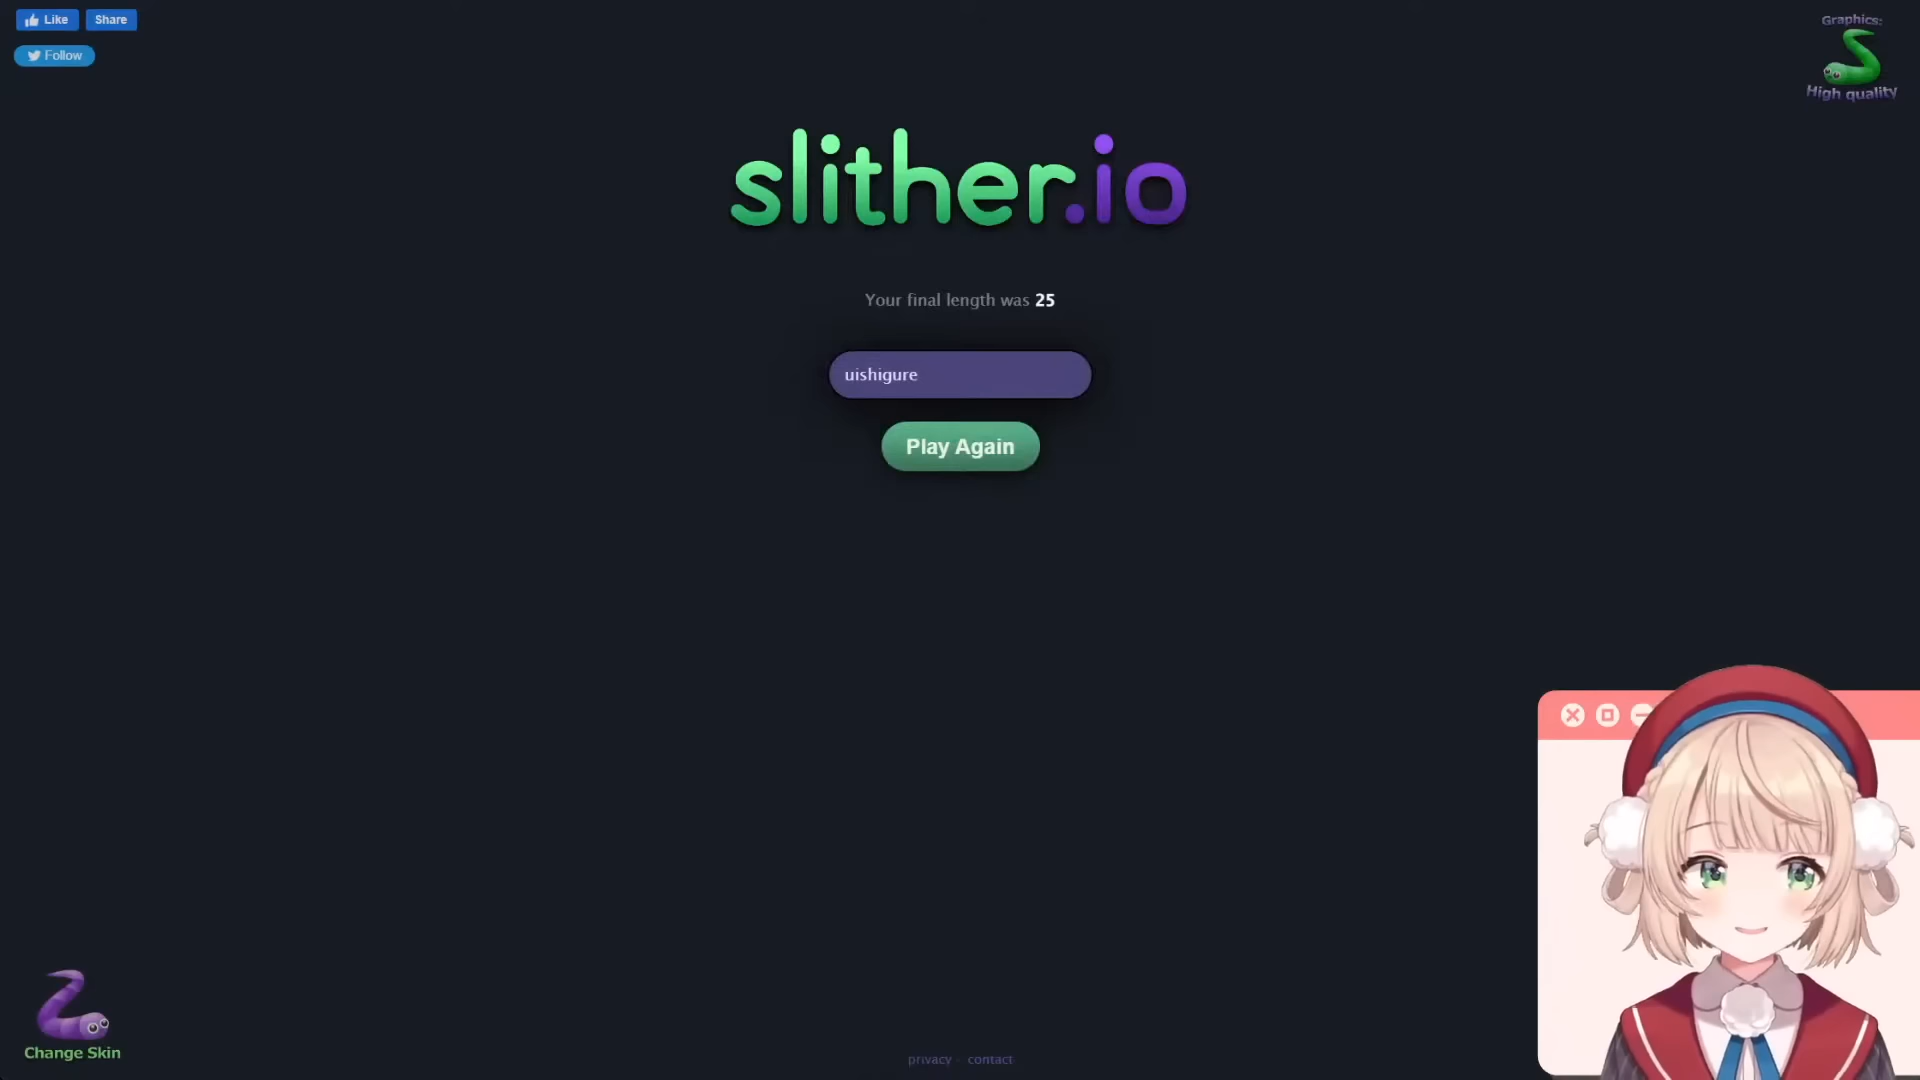 Like Share
Follow
Graphics:
High quality
slither.io
Your final length was 25
uishigure
Play Again
Change Skin
privacy · contact